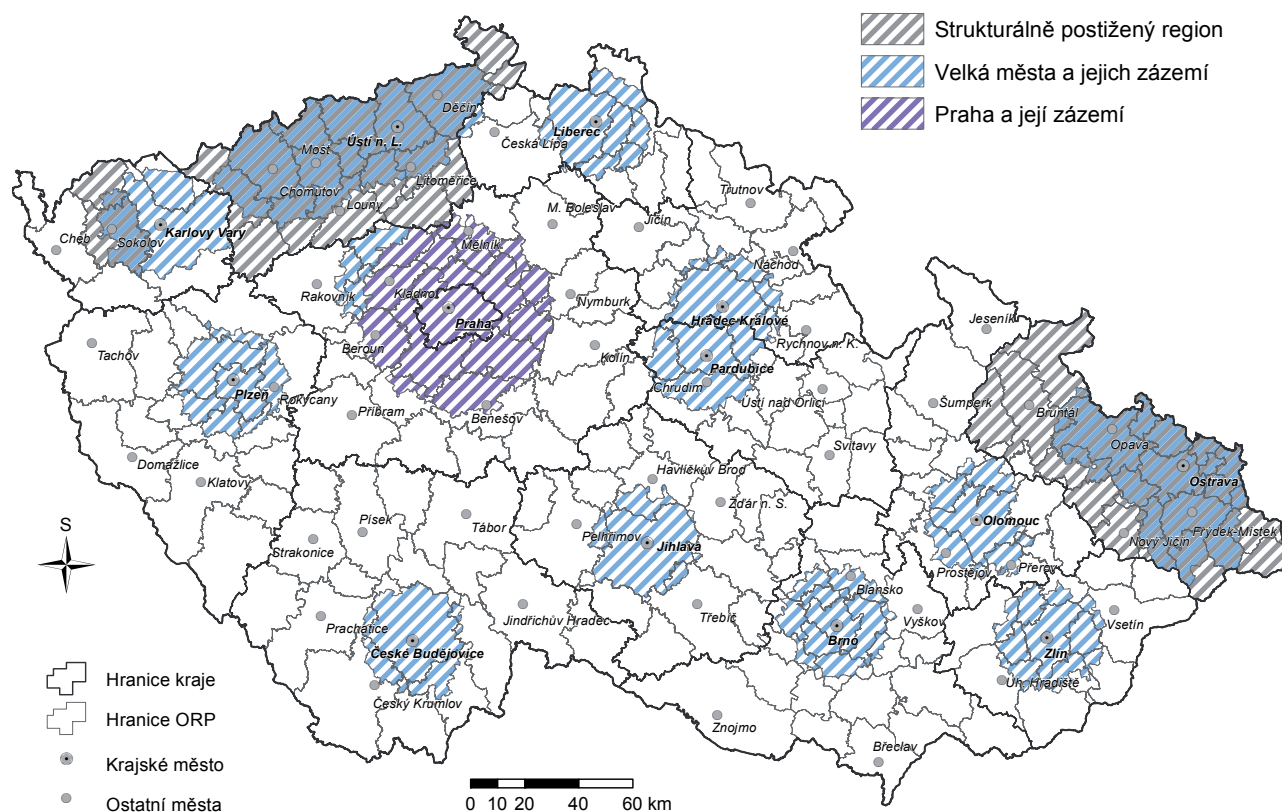 Strukturálně postižený region
Velká města a jejich zázemí
Praha a její zázemí
Děčín
Liberec
Ústí n. L.
Česká Lípa
Most
Chomutov
Litoměřice
Trutnov
Louny
M. Boleslav
Jičín
Karlovy Vary
Cheb
Sokolov
Mělník
Náchod
Rakovník
Kladno
Nymburk
Praha
Hradec Králové
Jeseník
Beroun
Kolín
Rychnov n. K.
Tachov
Pardubice
Plzeň
Rokycany
Chrudim
Ústí nad Orlicí
Šumperk
Bruntál
Příbram
Benešov
Opava
Svitavy
Domažlice
Havlíčkův Brod
Ostrava
Klatovy
Žďár n. S.
Olomouc
S
Písek
Tábor
Pelhřimov
Jihlava
Nový Jičín
Frýdek-Místek
Strakonice
Prostějov
Přerov
Blansko
Prachatice
Jindřichův Hradec
Třebíč
Vyškov
Vsetín
České Budějovice
Brno
Zlín
Uh. Hradiště
Český Krumlov
Znojmo
Břeclav
Hranice kraje
Hranice ORP
Krajské město
Ostatní města
0 10 20 40 60 km